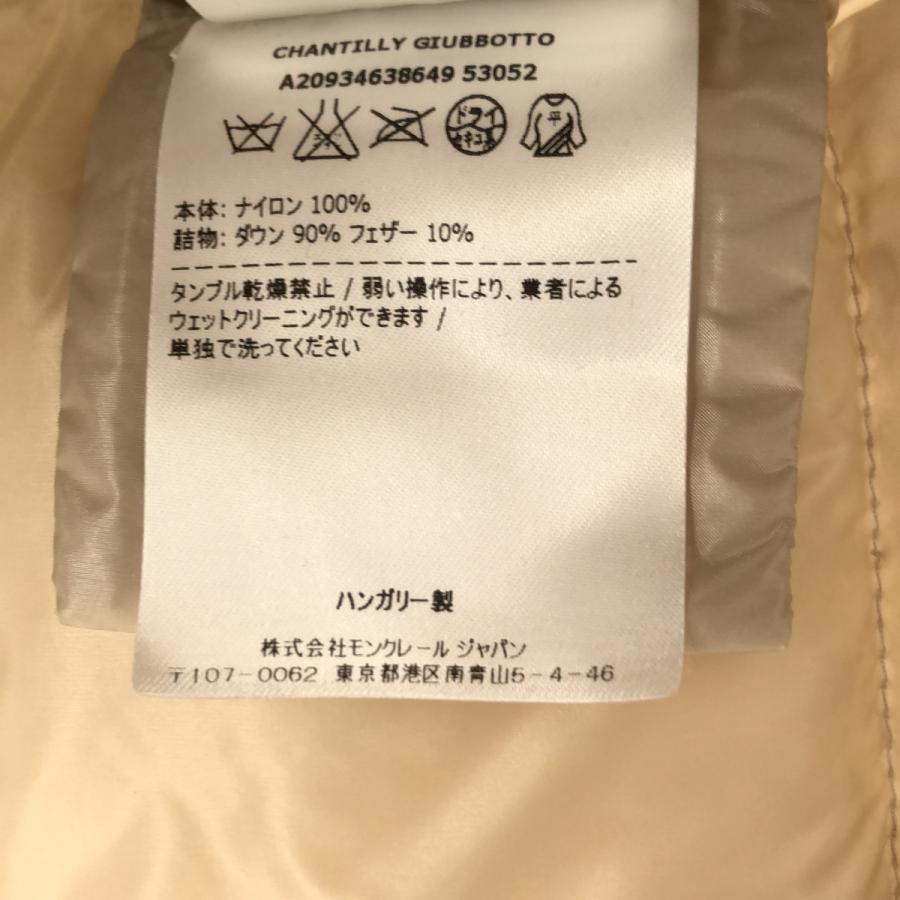 CHANTILLY GIUBBOTTO
A20934638649 53052
ドライ 平
本体: ナイロン 100%
詰物: ダウン 90% フェザー 10%
タンブル乾燥禁止 / 弱い操作により、業者による
ウェットクリーニングができます /
単独で洗ってください
ハンガリー製
株式会社モンクレール ジャパン
〒107-0062 東京都港区南青山5-4-46